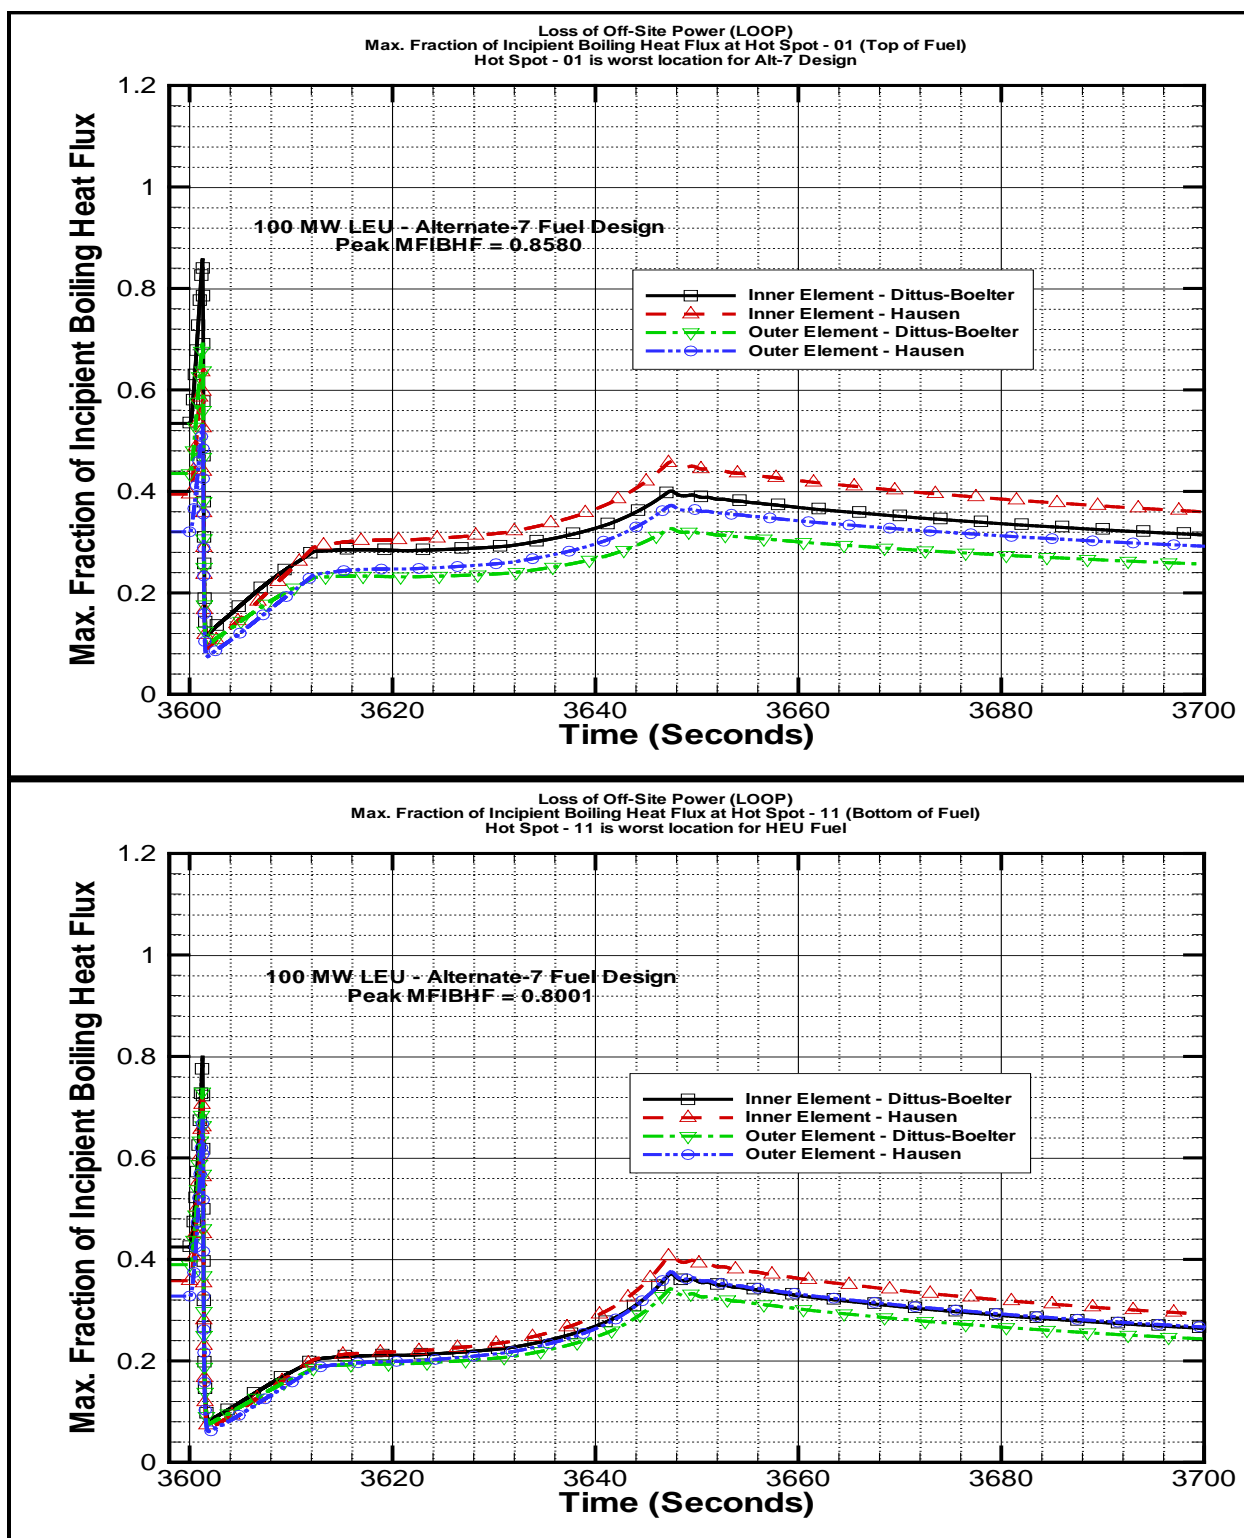 Loss of Off-Site Power (LOOP)
Max. Fraction of Incipient Boiling Heat Flux at Hot Spot - 01 (Top of Fuel)
Hot Spot - 01 is worst location for Alt-7 Design
Max. Fraction of Incipient Boiling Heat Flux
1.2
1
0.8
0.6
0.4
0.2
0
100 MW LEU - Alternate-7 Fuel Design
Peak MFIBHF = 0.8580
Inner Element - Dittus-Boelter
Inner Element - Hausen
Outer Element - Dittus-Boelter
Outer Element - Hausen
3600 3620 3640 3660 3680 3700
Time (Seconds)
Loss of Off-Site Power (LOOP)
Max. Fraction of Incipient Boiling Heat Flux at Hot Spot - 11 (Bottom of Fuel)
Hot Spot - 11 is worst location for HEU Fuel
Max. Fraction of Incipient Boiling Heat Flux
1.2
1
0.8
0.6
0.4
0.2
0
100 MW LEU - Alternate-7 Fuel Design
Peak MFIBHF = 0.8001
Inner Element - Dittus-Boelter
Inner Element - Hausen
Outer Element - Dittus-Boelter
Outer Element - Hausen
3600 3620 3640 3660 3680 3700
Time (Seconds)